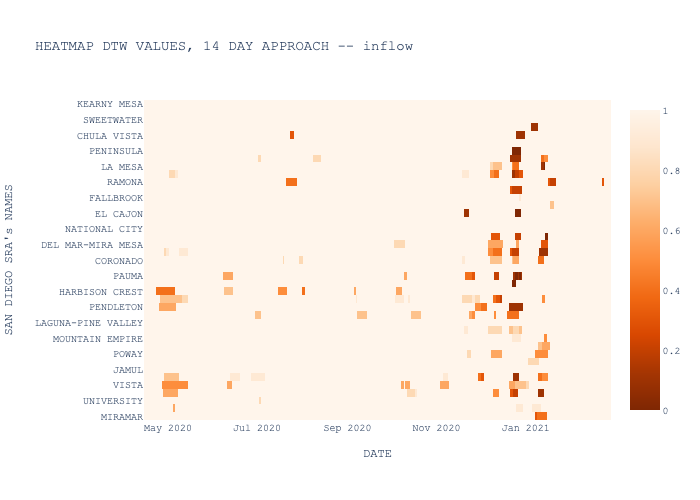 HEATMAP DTW VALUES, 14 DAY APPROACH -- inflow
SAN DIEGO SRA's NAMES
KEARNY MESA
SWEETWATER
CHULA VISTA
PENINSULA
LA MESA
RAMONA
FALLBROOK
EL CAJON
NATIONAL CITY
DEL MAR-MIRA MESA
CORONADO
PAUMA
HARBISON CREST
PENDLETON
LAGUNA-PINE VALLEY
MOUNTAIN EMPIRE
POWAY
JAMUL
VISTA
UNIVERSITY
MIRAMAR
May 2020
Jul 2020
Sep 2020
Nov 2020
Jan 2021
DATE
1
0.8
0.6
0.4
0.2
0